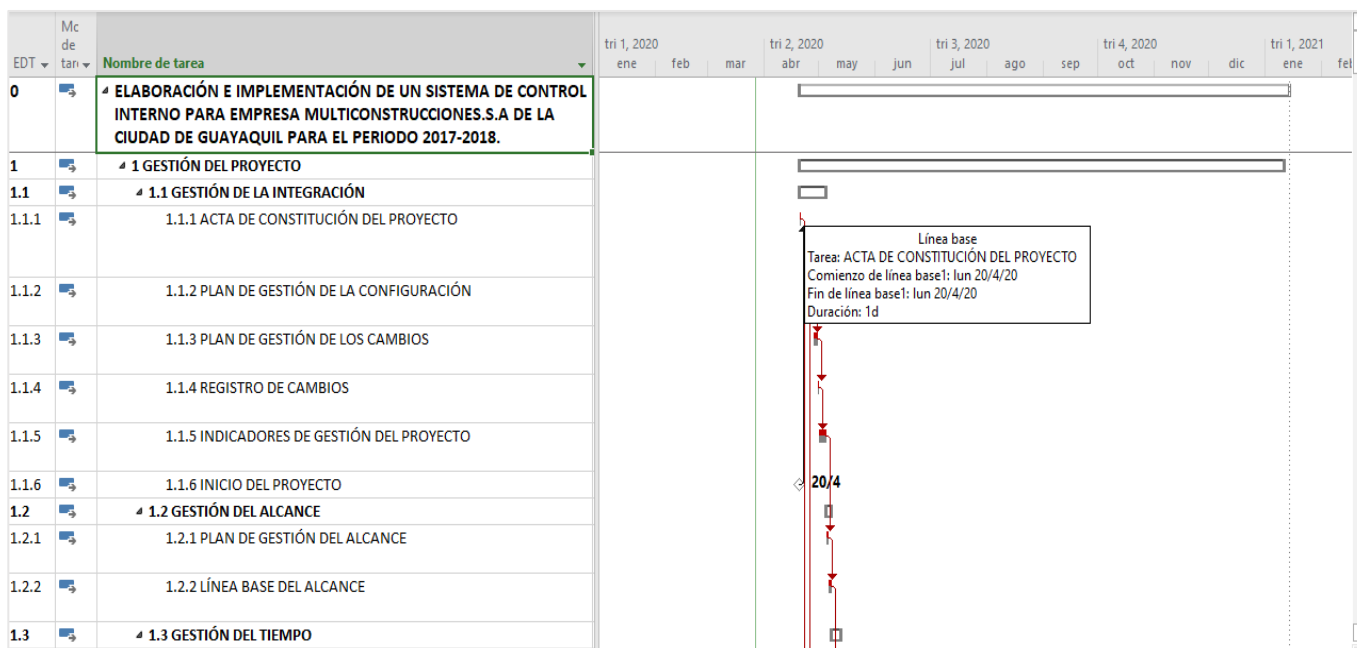 tri 1, 2020 tri 2, 2020 tri 3, 2020 tri 4, 2020 tri 1, 2021
ene feb mar abr may jun jul ago sep oct nov dic ene feb
Mc
de
EDT tare Nombre de tarea
0 ELABORACIÓN E IMPLEMENTACIÓN DE UN SISTEMA DE CONTROL
INTERNO PARA EMPRESA MULTICONSTRUCCIONES.S.A DE LA
CIUDAD DE GUAYAQUIL PARA EL PERIODO 2017-2018.
1 1 GESTIÓN DEL PROYECTO
1.1 1.1 GESTIÓN DE LA INTEGRACIÓN
1.1.1 1.1.1 ACTA DE CONSTITUCIÓN DEL PROYECTO
Línea base
Tarea: ACTA DE CONSTITUCIÓN DEL PROYECTO
Comienzo de línea base1: lun 20/4/20
Fin de línea base1: lun 20/4/20
Duración: 1d
1.1.2 1.1.2 PLAN DE GESTIÓN DE LA CONFIGURACIÓN
1.1.3 1.1.3 PLAN DE GESTIÓN DE LOS CAMBIOS
1.1.4 1.1.4 REGISTRO DE CAMBIOS
1.1.5 1.1.5 INDICADORES DE GESTIÓN DEL PROYECTO
1.1.6 1.1.6 INICIO DEL PROYECTO 20/4
1.2 1.2 GESTIÓN DEL ALCANCE
1.2.1 1.2.1 PLAN DE GESTIÓN DEL ALCANCE
1.2.2 1.2.2 LÍNEA BASE DEL ALCANCE
1.3 1.3 GESTIÓN DEL TIEMPO